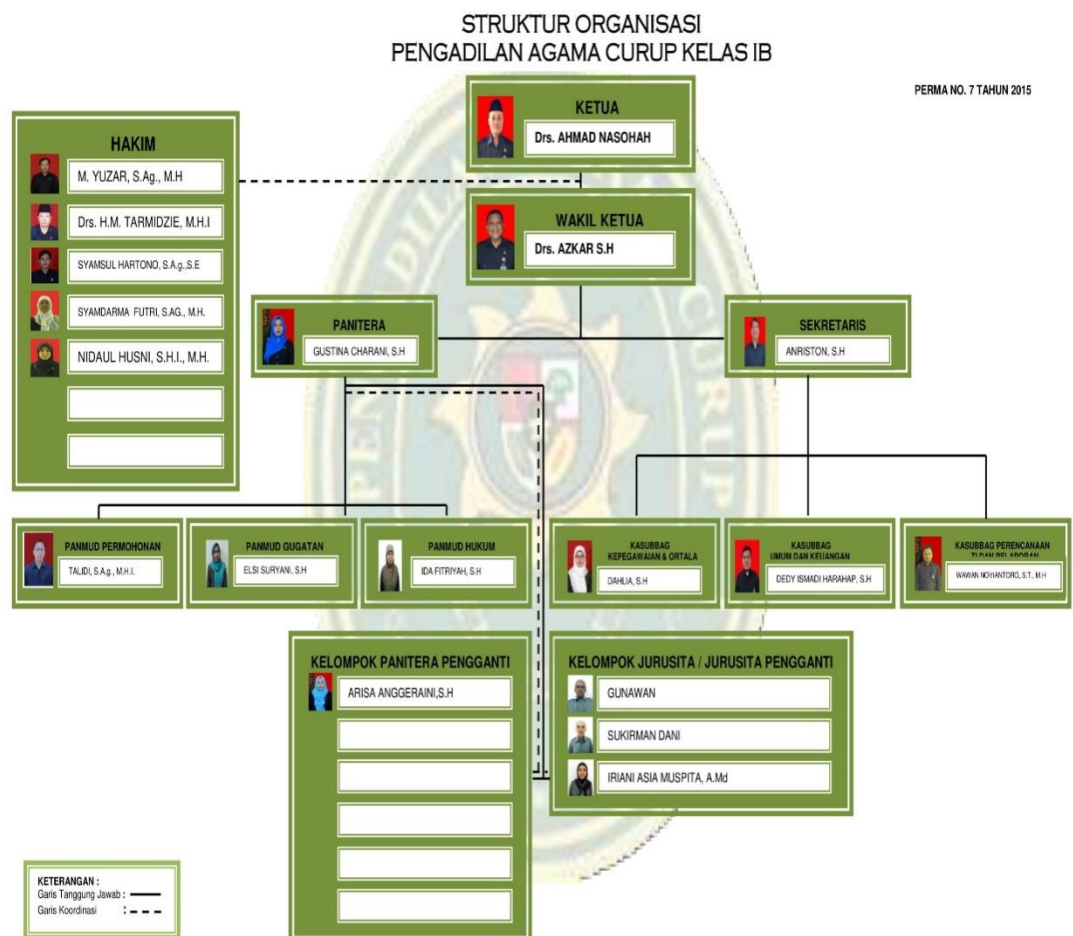 STRUKTUR ORGANISASI
PENGADILAN AGAMA CURUP KELAS IB
PERMA NO. 7 TAHUN 2015
KETUA
Drs. AHMAD NASOHAH
HAKIM
M. YUZAR, S.Ag., M.H
Drs. H.M. TARMIDZIE, M.H.I
SYAMSUL HARTONO, S.A.g.,S.E
SYAMDARMA FUTRI, S.AG., M.H.
NIDAUL HUSNI, S.H.I., M.H.
WAKIL KETUA
Drs. AZKAR S.H
PANITERA
GUSTINA CHARANI, S.H
SEKRETARIS
ANRISTON, S.H
PANMUD PERMOHONAN
TALIDI, S.Ag., M.H.I.
PANMUD GUGATAN
ELSI SURYANI, S.H
PANMUD HUKUM
IDA FITRIYAH, S.H
KASUBBAG
KEPEGAWAIAN & ORTALA
DAHLIA, S.H
KASUBBAG
UMUM DAN KEUANGAN
DEDY ISMADI HARAHAP, S.H
KASUBBAG PERENCANAAN
TI DAN PELAPORAN
WAWAN NOVIANTORO, S.T., M.H
KELOMPOK PANITERA PENGGANTI
ARISA ANGGERAINI,S.H
KELOMPOK JURUSITA / JURUSITA PENGGANTI
GUNAWAN
SUKIRMAN DANI
IRIANI ASIA MUSPITA, A.Md
KETERANGAN :
Garis Tanggung Jawab :
Garis Koordinasi :
CURUP